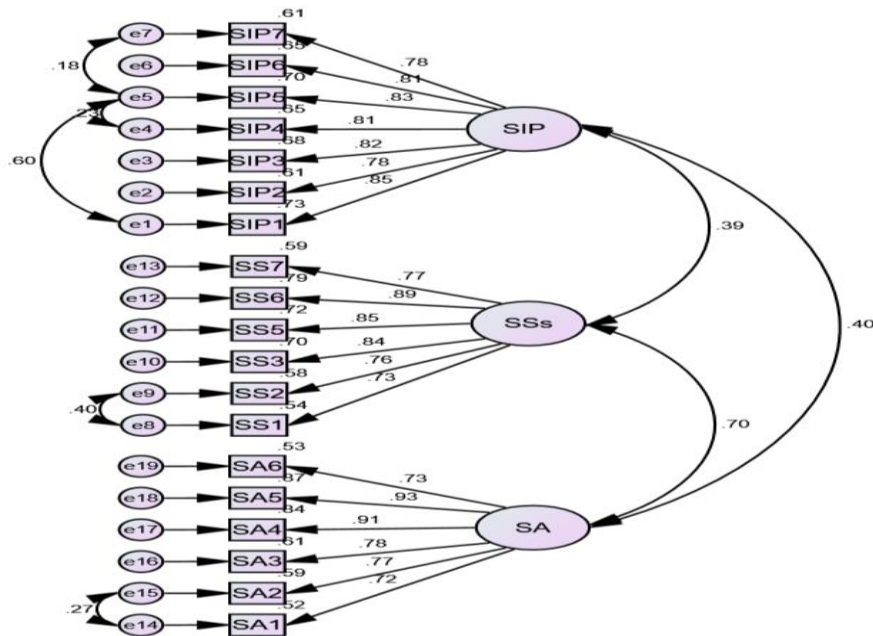 .61
e7 SIP7
.65
.78
e6 SIP6
.18
.70
.81
e5 SIP5
.83
.23
.65
e4 SIP4
.81
SIP
.68
e3 SIP3
.82
.60
.61
.78
e2 SIP2
.85
.73
e1 SIP1
.39
.59
e13 SS7
.77
.79
e12 SS6
.89
.72
SSs
.40
e11 SS5
.85
.70
.84
e10 SS3
.76
.58
e9 SS2
.73
.40
.54
e8 SS1
.70
.53
e19 SA6
.73
.87
e18 SA5
.93
.84
e17 SA4
.91
SA
.61
e16 SA3
.78
.59
.77
e15 SA2
.72
.27
.52
e14 SA1